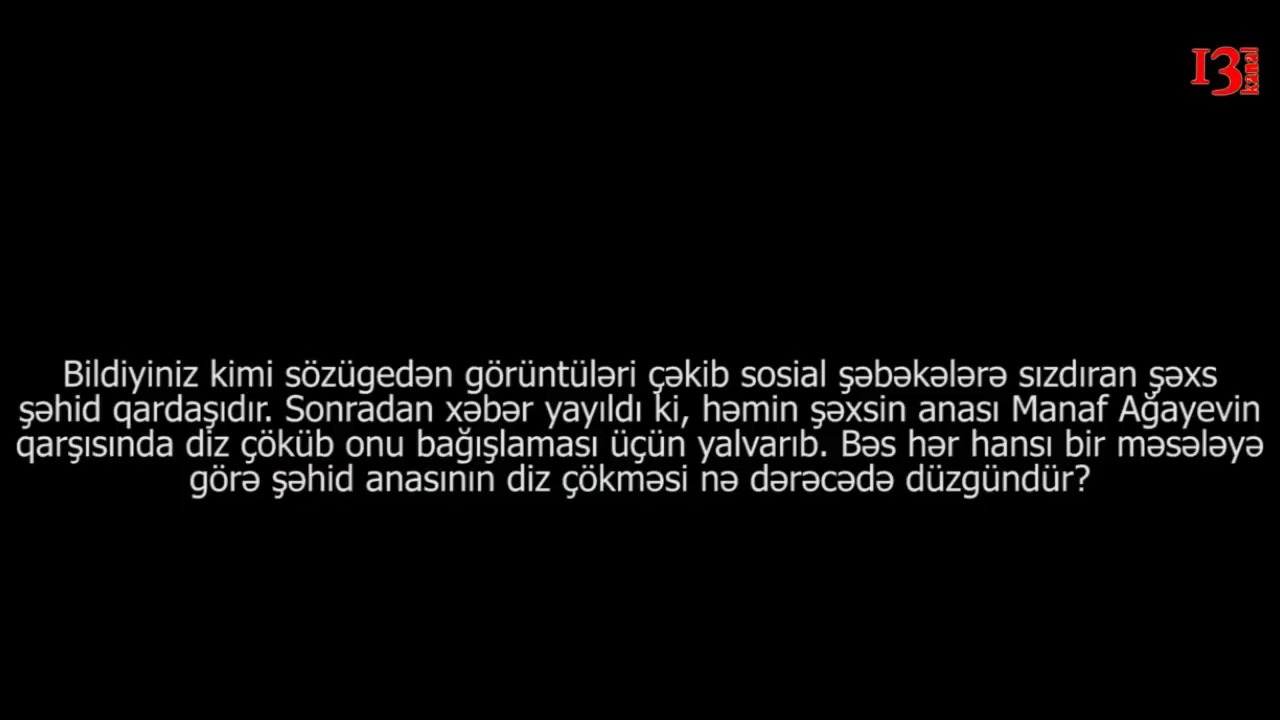 13 kanal
Bildiyiniz kimi sözügedən görüntüləri çəkib sosial şəbəkələrə sızdıran şəxs
şəhid qardaşıdır. Sonradan xəbər yayıldı ki, həmin şəxsin anası Manaf Ağayevin
qarşısında diz çöküb onu bağışlaması üçün yalvarıb. Bəs hər hansı bir məsələyə
görə şəhid anasının diz çökməsi nə dərəcədə düzgündür?